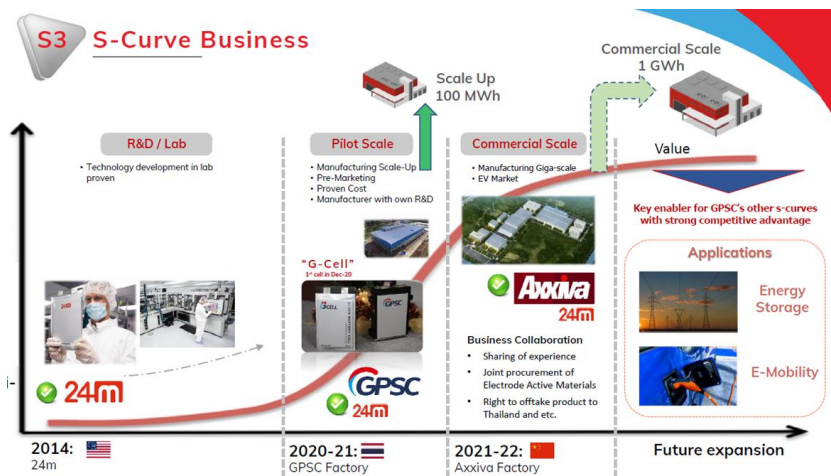 S3
S-Curve Business
Scale Up
100 MWh
Commercial Scale
1 GWh
R&D / Lab
• Technology development in lab
proven
Pilot Scale
• Manufacturing Scale-Up
• Pre-Marketing
• Proven Cost
• Manufacturer with own R&D
"G-Cell"
1st cell in Dec-20
GCELL
GPSC
GPSC
24m
Commercial Scale
• Manufacturing Giga-scale
• EV Market
Axxiva
24m
Business Collaboration
• Sharing of experience
• Joint procurement of
Electrode Active Materials
• Right to offtake product to
Thailand and etc.
Value
Key enabler for GPSC's other s-curves
with strong competitive advantage
Applications
Energy
Storage
E-Mobility
24m
24m
2014:
24m
2020-21:
GPSC Factory
2021-22:
Axxiva Factory
Future expansion